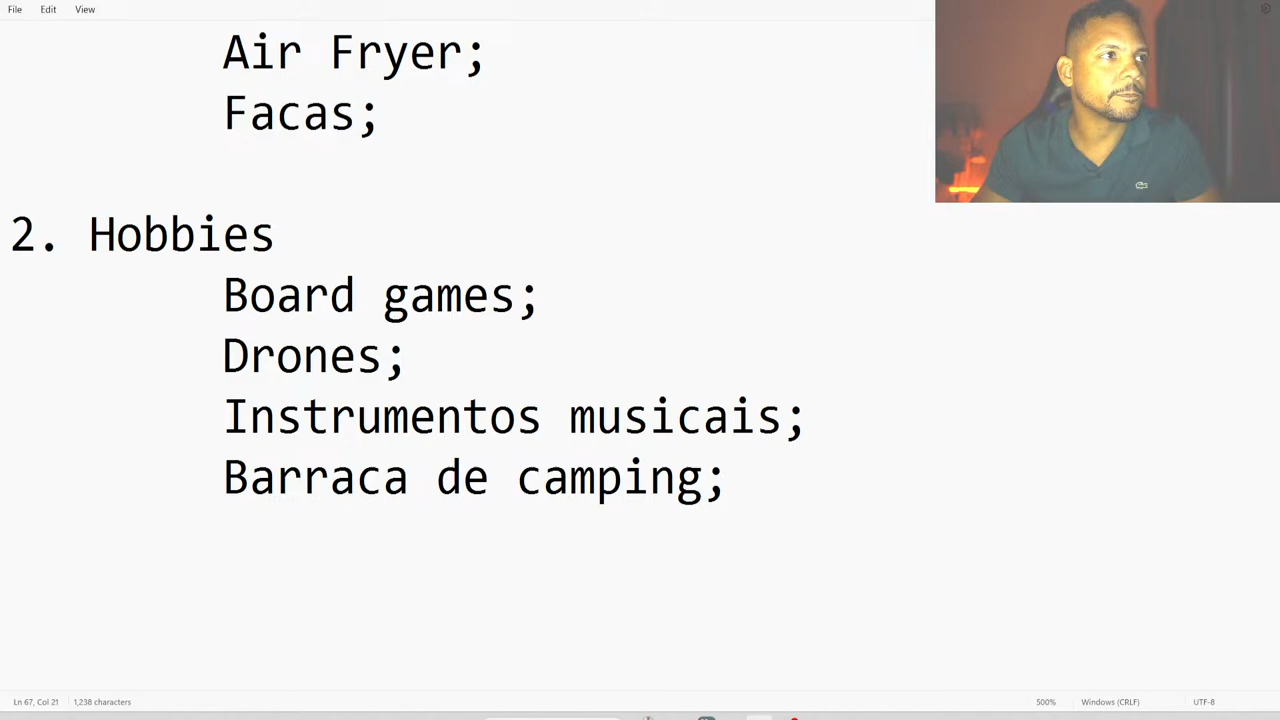 File Edit View
Air Fryer;
Facas;
2. Hobbies
Board games;
Drones;
Instrumentos musicais;
Barraca de camping;
Ln 67, Col 21 1,238 characters 500% Windows (CRLF) UTF-8